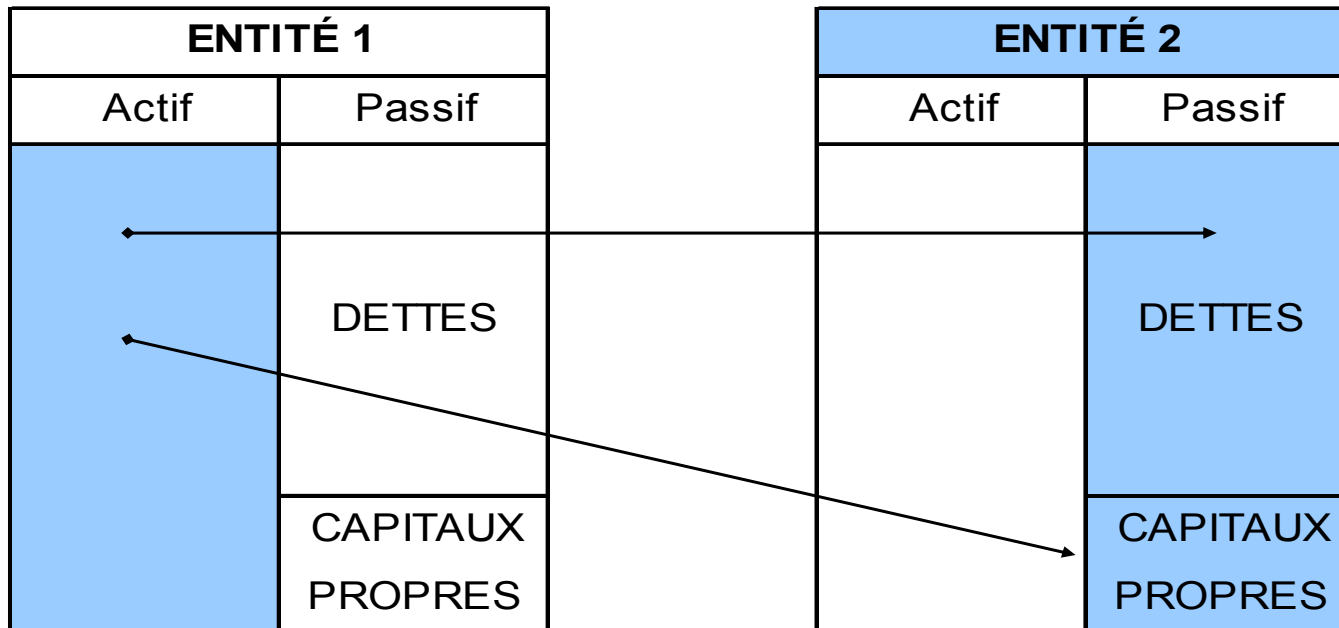 ENTITÉ 1
ENTITÉ 2
Actif
Passif
Actif
Passif
DETTES
DETTES
CAPITAUX
PROPRES
CAPITAUX
PROPRES